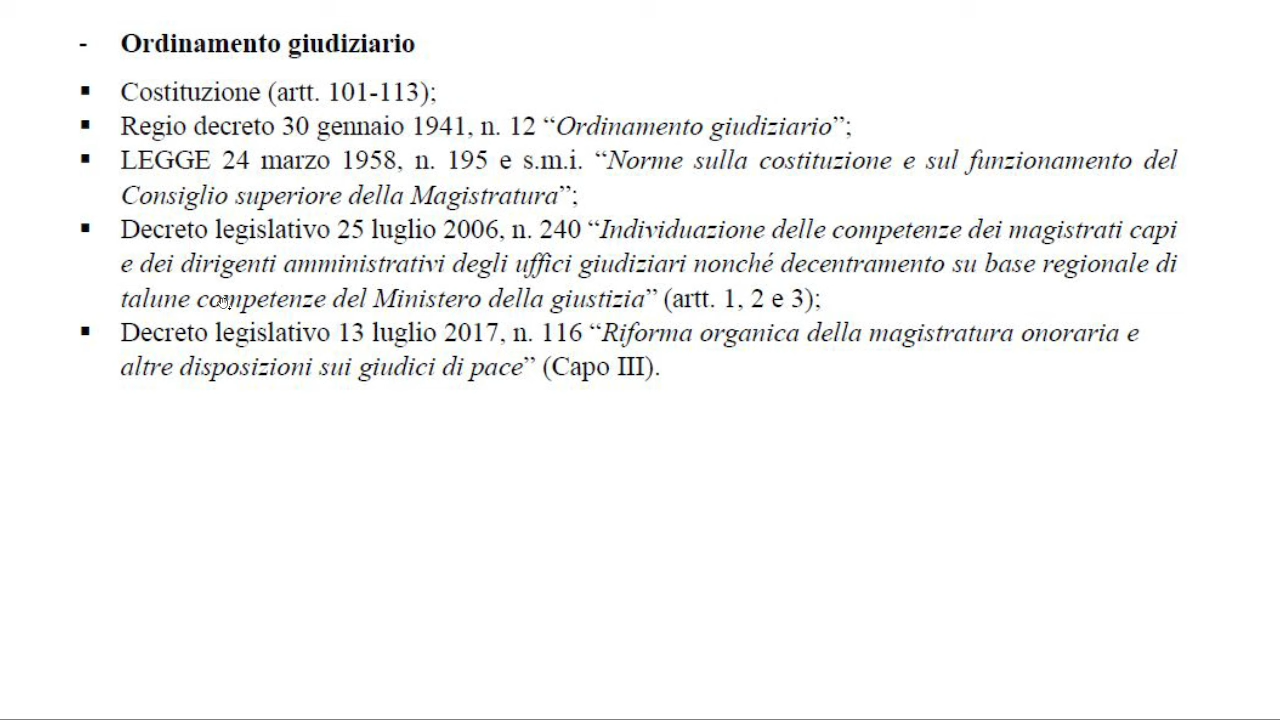 - Ordinamento giudiziario
▪ Costituzione (artt. 101-113);
▪ Regio decreto 30 gennaio 1941, n. 12 “Ordinamento giudiziario”;
▪ LEGGE 24 marzo 1958, n. 195 e s.m.i. “Norme sulla costituzione e sul funzionamento del
Consiglio superiore della Magistratura”;
▪ Decreto legislativo 25 luglio 2006, n. 240 “Individuazione delle competenze dei magistrati capi
e dei dirigenti amministrativi degli uffici giudiziari nonché decentramento su base regionale di
talune competenze del Ministero della giustizia” (artt. 1, 2 e 3);
▪ Decreto legislativo 13 luglio 2017, n. 116 “Riforma organica della magistratura onoraria e
altre disposizioni sui giudici di pace” (Capo III).